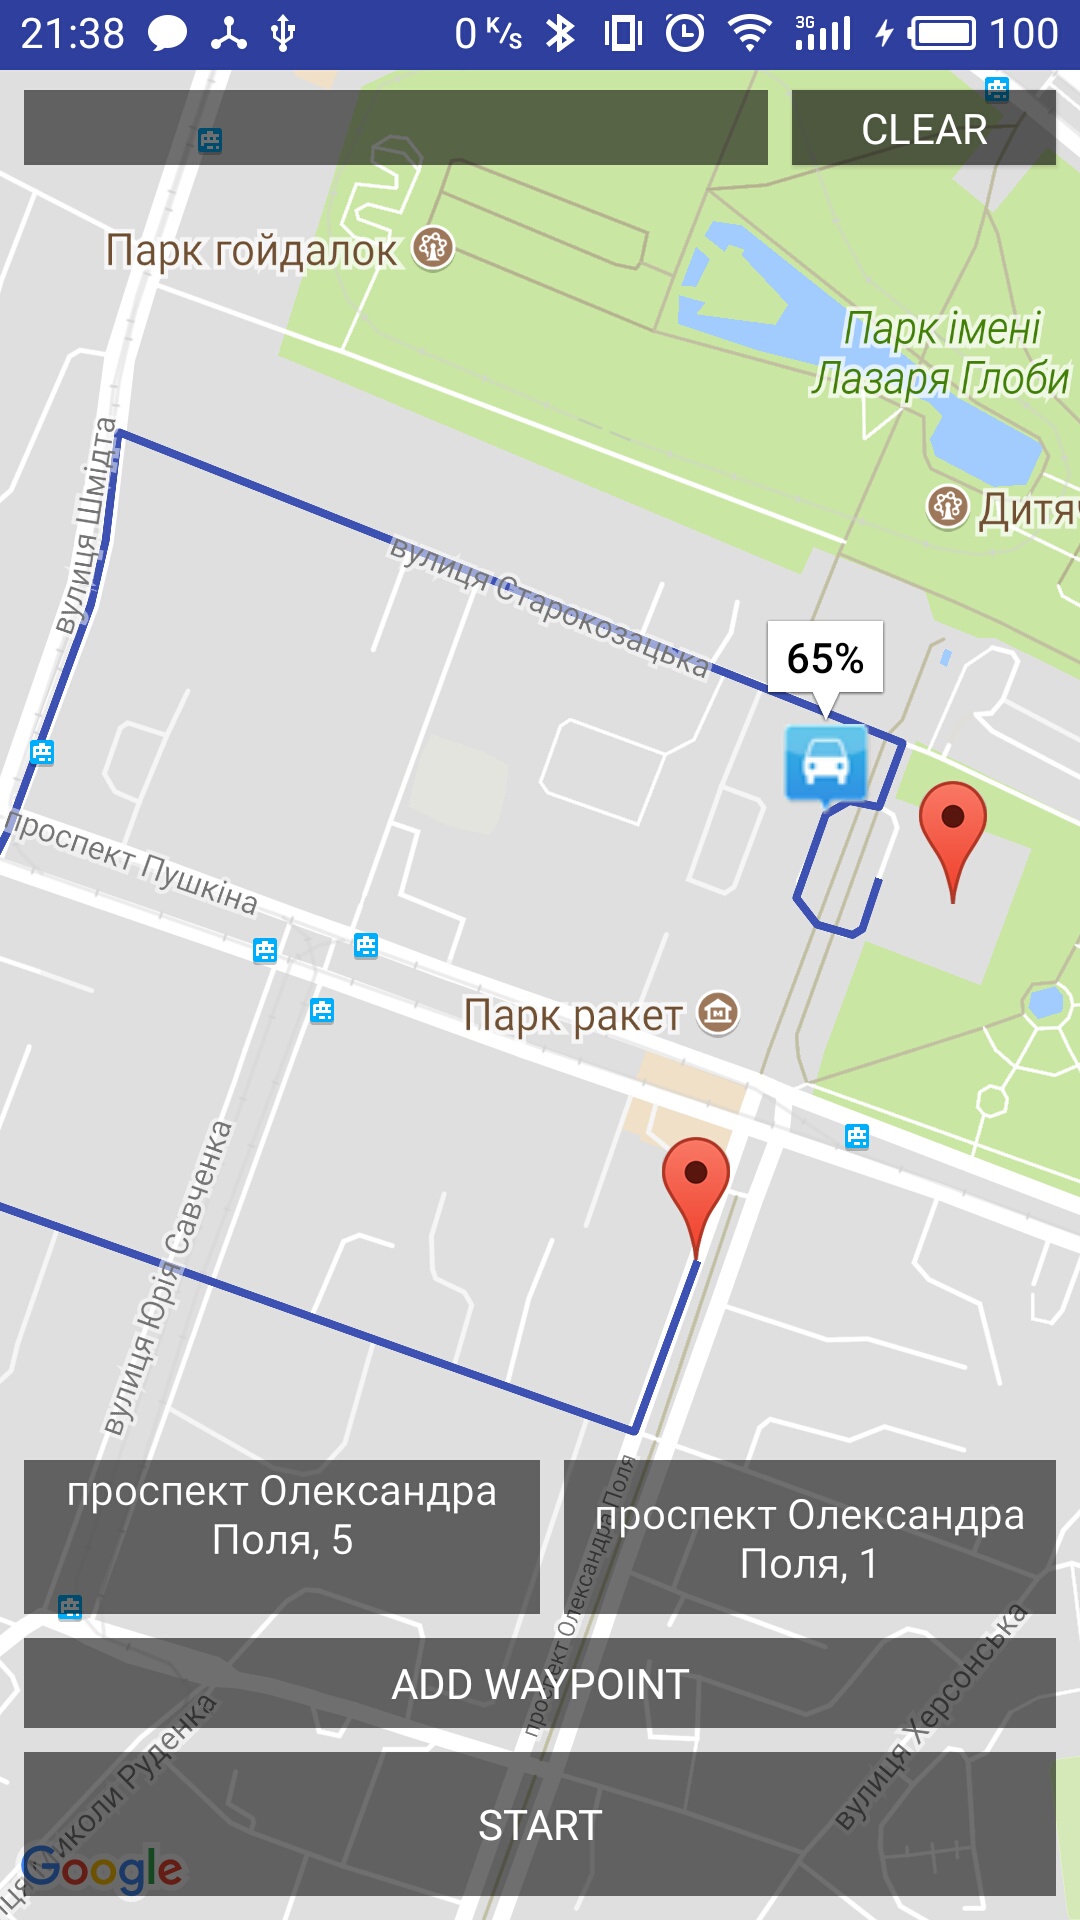 21:38
0 K/s
3G
100
CLEAR
Парк гойдалок
Парк імені
Лазаря Глоби
вулиця Шмідта
вулиця Старокозацька
65%
проспект Пушкіна
Парк ракет
вулиця Юрія Савченка
проспект Олександра
Поля, 5
проспект Олександра
Поля, 1
проспект Олександра Поля
ADD WAYPOINT
вулиця Херсонська
Миколи Руденка
START
Google